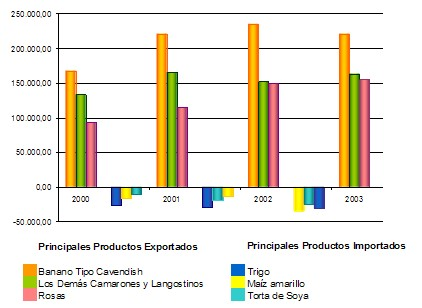 250.000,00
200.000,00
150.000,00
100.000,00
50.000,00
0,00
-50.000,00
2000 2001 2002 2003
Principales Productos Exportados
Banano Tipo Cavendish
Los Demás Camarones y Langostinos
Rosas
Principales Productos Importados
Trigo
Maíz amarillo
Torta de Soya